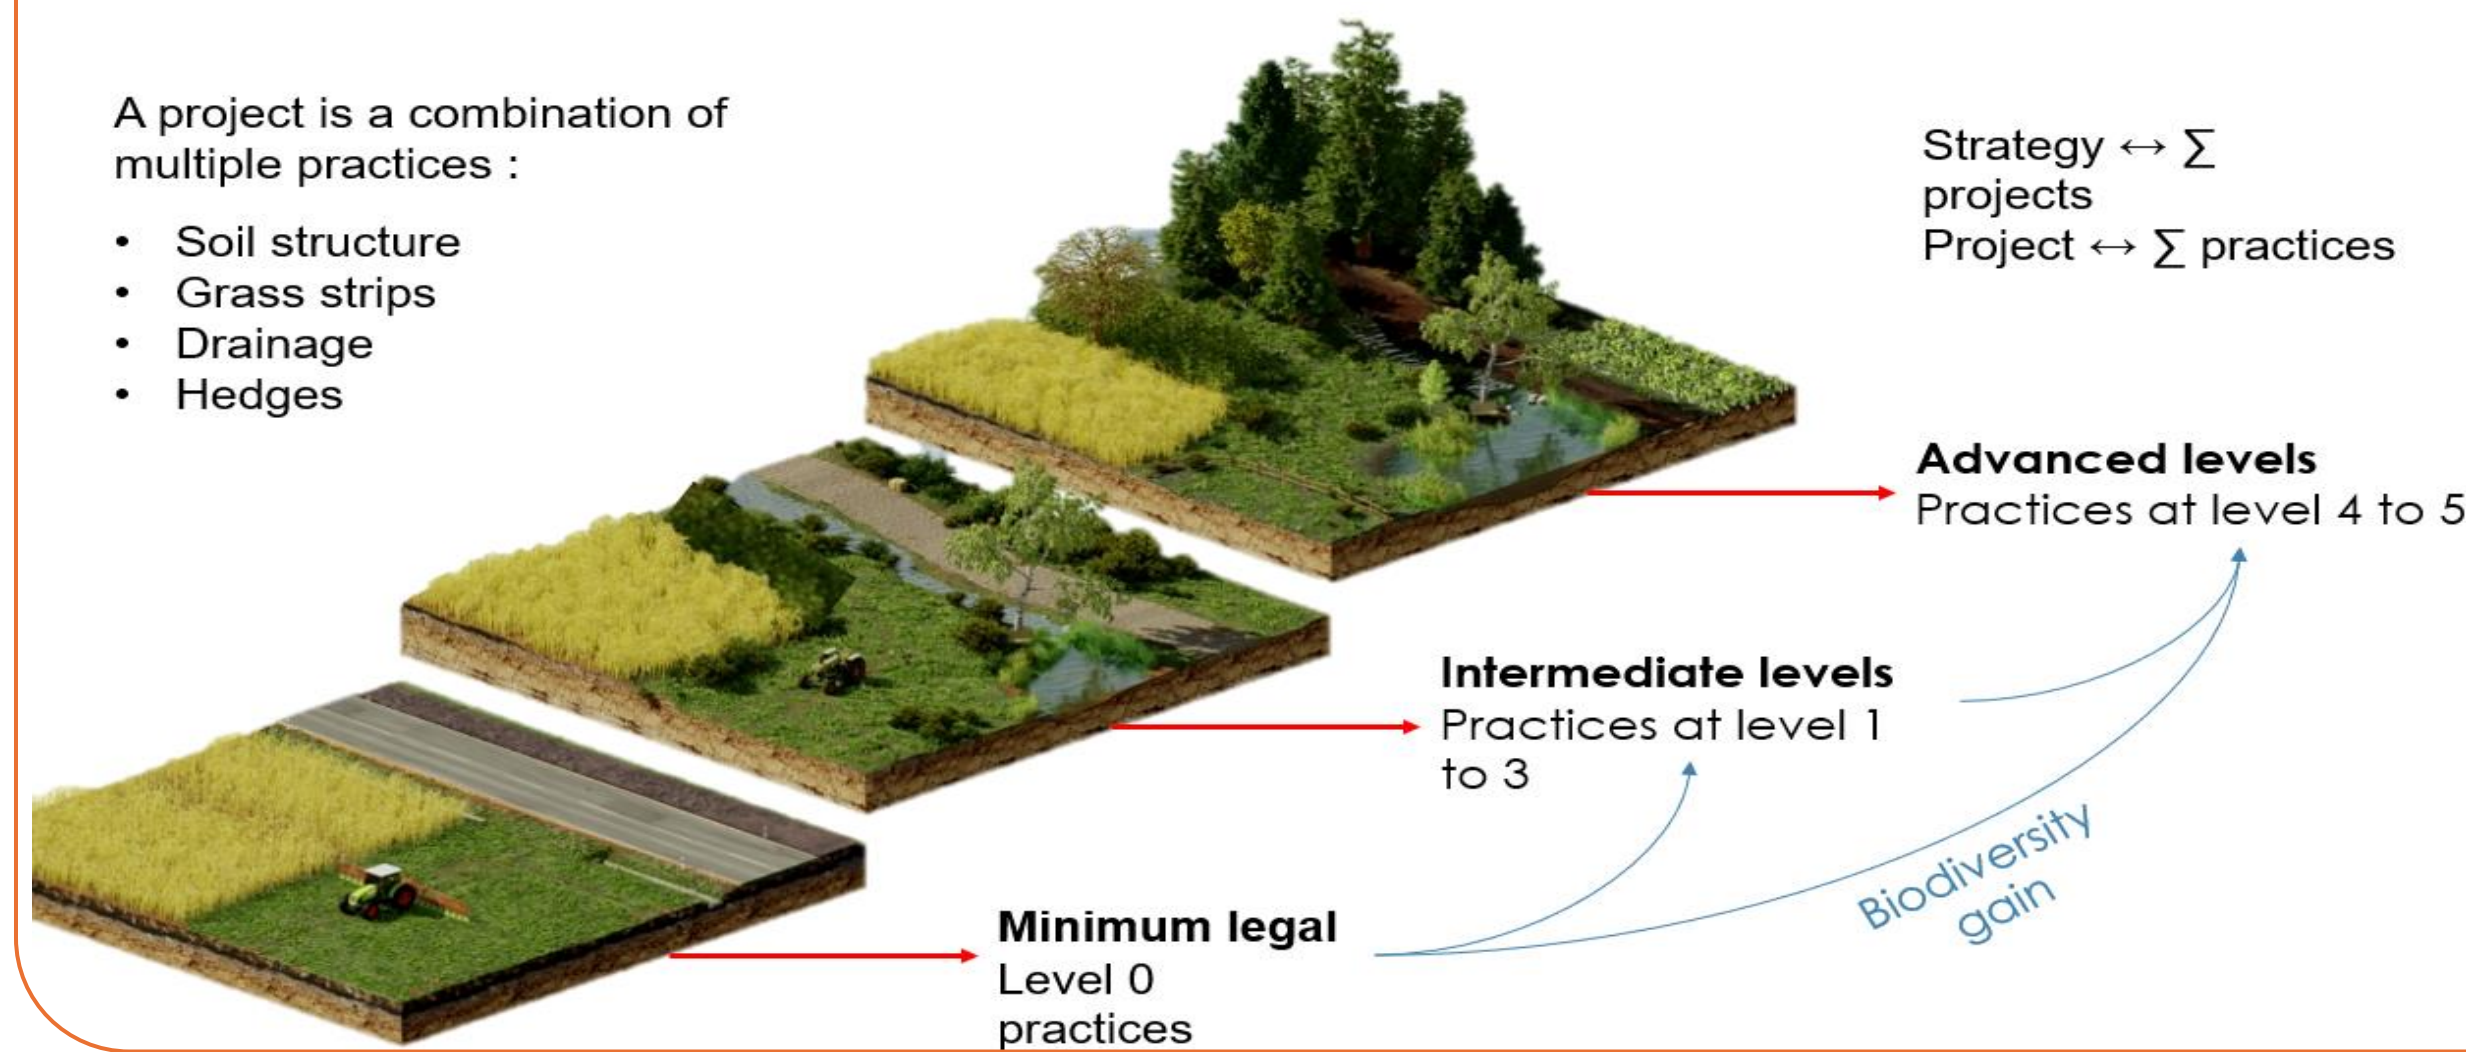 A project is a combination of
multiple practices :
• Soil structure
• Grass strips
• Drainage
• Hedges
Strategy ↔ ∑
projects
Project ↔ ∑ practices
Advanced levels
Practices at level 4 to 5
Intermediate levels
Practices at level 1
to 3
Minimum legal
Level 0
practices
Biodiversity
gain